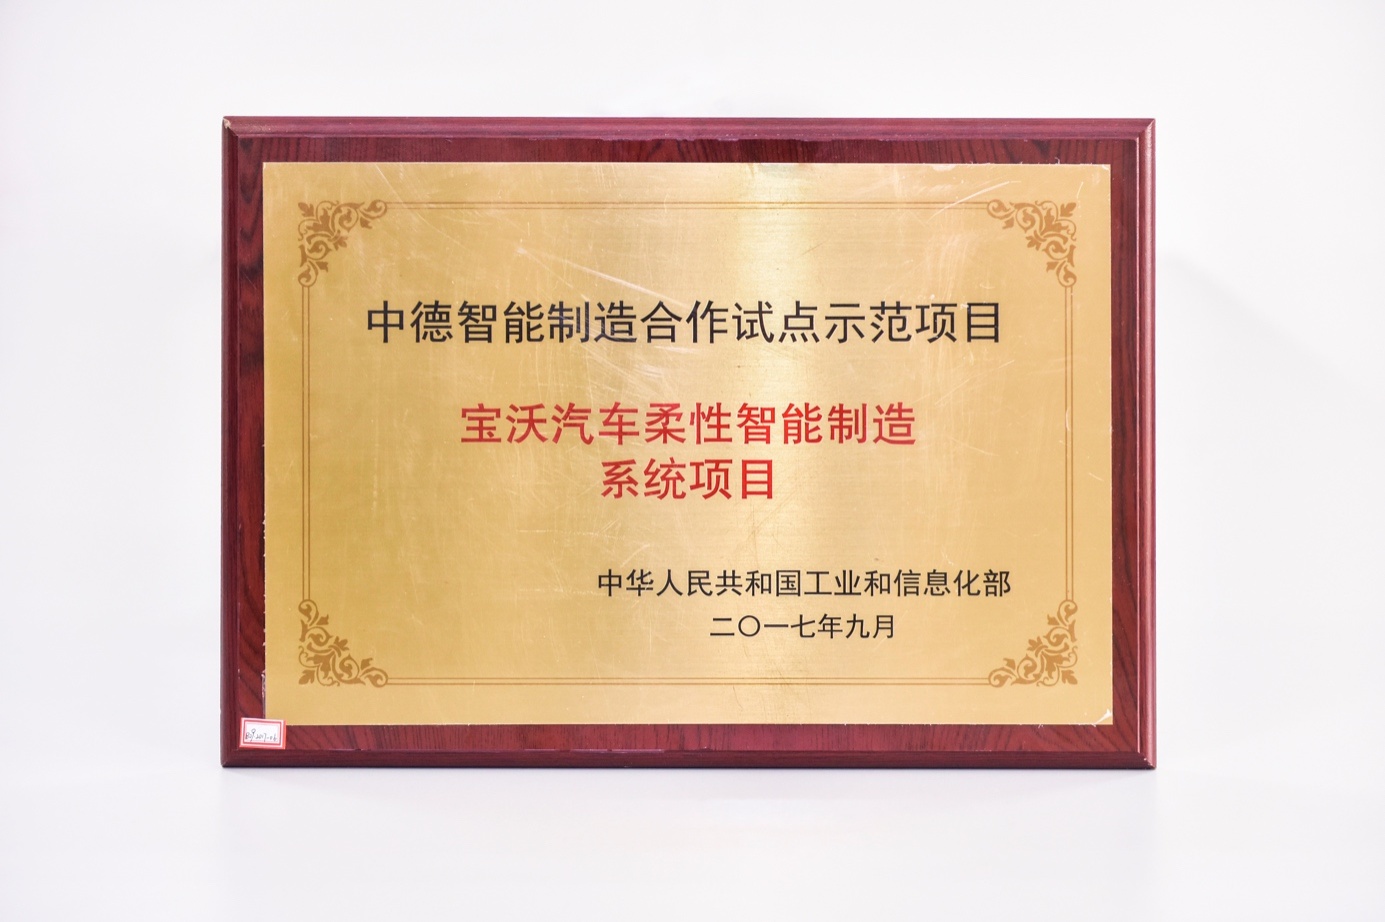 中德智能制造合作试点示范项目
宝沃汽车柔性智能制造
系统项目
中华人民共和国工业和信息化部
二〇一七年九月